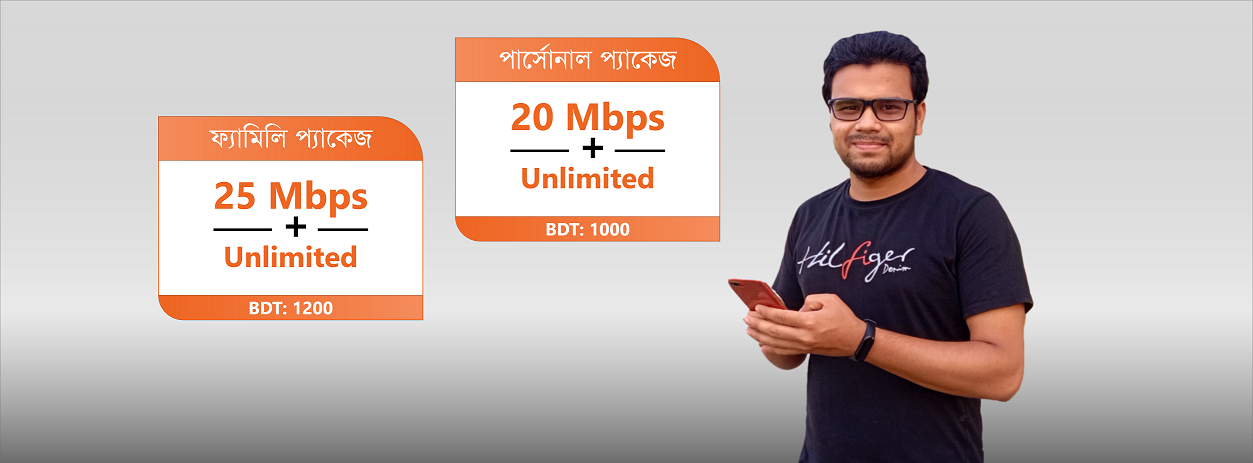 ফ্যামিলি প্যাকেজ
25 Mbps
+
Unlimited
BDT: 1200
পার্সোনাল প্যাকেজ
20 Mbps
+
Unlimited
BDT: 1000
Hilfiger
Denim